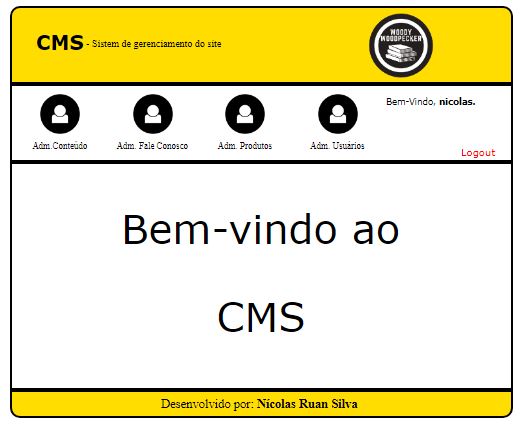 CMS - Sistem de gerenciamento do site
WOODY
WOODPECKER
Bem-Vindo, nicolas.
Adm.Conteúdo
Adm. Fale Conosco
Adm. Produtos
Adm. Usuários
Logout
Bem-vindo ao
CMS
Desenvolvido por: Nícolas Ruan Silva